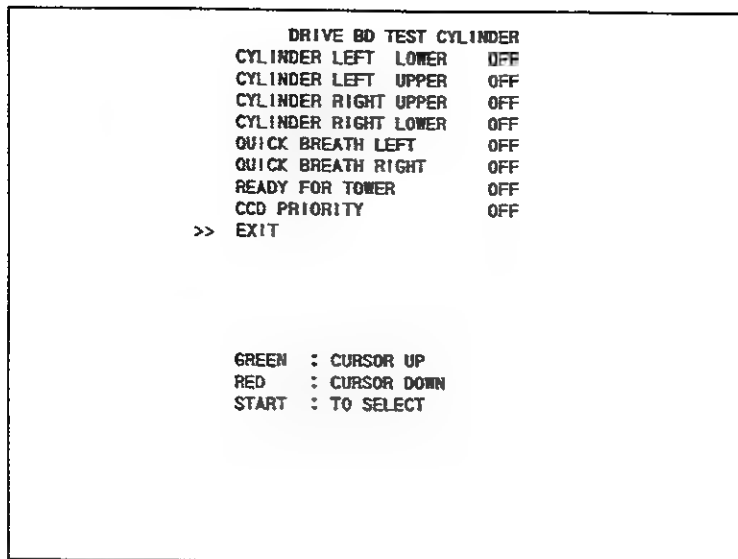 DRIVE BD TEST CYLINDER
CYLINDER LEFT LOWER OFF
CYLINDER LEFT UPPER OFF
CYLINDER RIGHT UPPER OFF
CYLINDER RIGHT LOWER OFF
QUICK BREATH LEFT OFF
QUICK BREATH RIGHT OFF
READY FOR TOWER OFF
CCD PRIORITY OFF
>> EXIT
GREEN : CURSOR UP
RED : CURSOR DOWN
START : TO SELECT